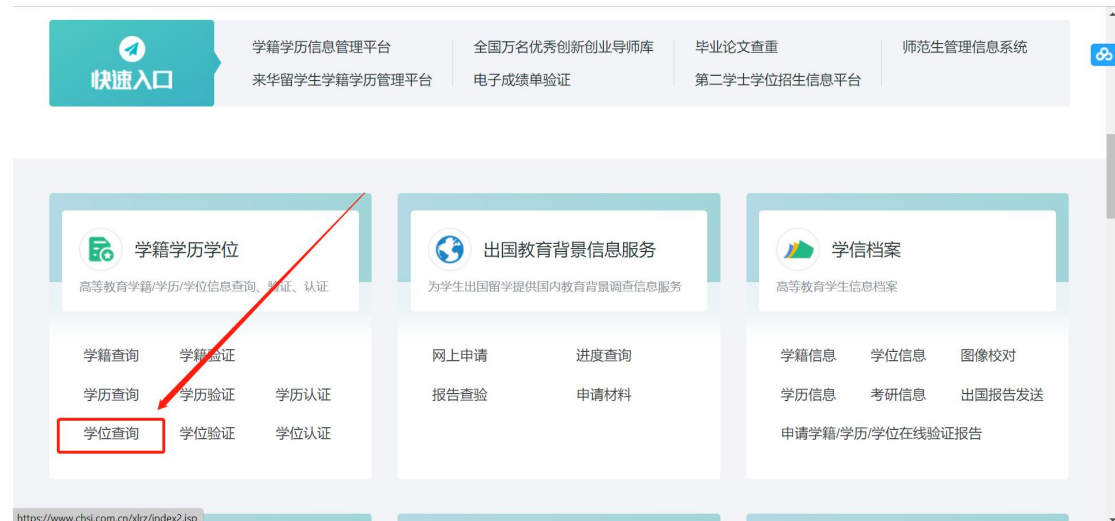 快速入口
学籍学历信息管理平台 全国万名优秀创新创业导师库 毕业论文查重 师范生管理信息系统
来华留学生学籍学历管理平台 电子成绩单验证 第二学士学位招生信息平台
学籍学历学位
高等教育学籍/学历/学位信息查询、验证、认证
学籍查询 学籍验证
学历查询 学历验证 学历认证
学位查询 学位验证 学位认证
出国教育背景信息服务
为学生出国留学提供国内教育背景调查信息服务
网上申请 进度查询
报告查验 申请材料
学信档案
高等教育学生信息档案
学籍信息 学位信息 图像校对
学历信息 考研信息 出国报告发送
申请学籍/学历/学位在线验证报告
https://www.chsi.com.cn/xlrz/index2.jsp